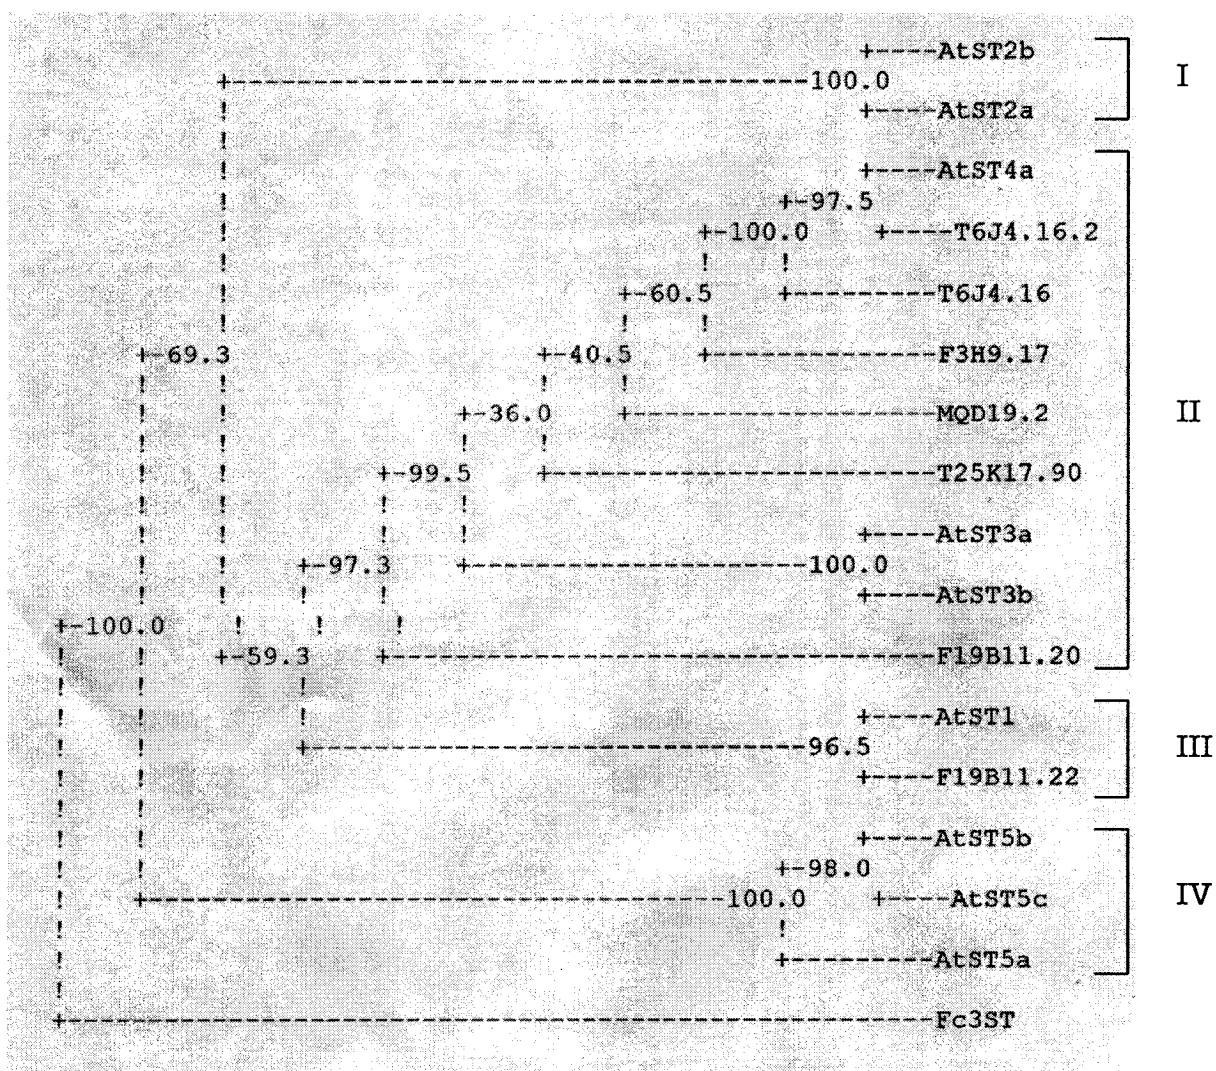 AtST2b
100.0
I
AtST2a
AtST4a
97.5
100.0
T6J4.16.2
60.5
T6J4.16
69.3
40.5
F3H9.17
36.0
MQD19.2
II
99.5
T25K17.90
AtST3a
97.3
100.0
AtST3b
100.0
59.3
F19B11.20
AtST1
96.5
III
F19B11.22
AtST5b
98.0
100.0
AtST5c
IV
AtST5a
Fc3ST